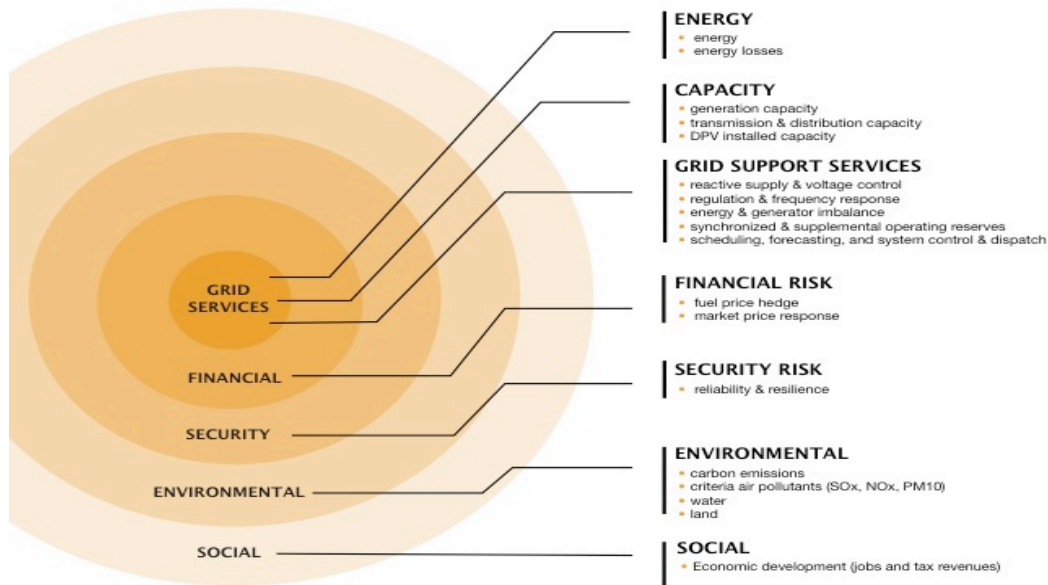 GRID
SERVICES
FINANCIAL
SECURITY
ENVIRONMENTAL
SOCIAL
ENERGY
• energy
• energy losses
CAPACITY
• generation capacity
• transmission & distribution capacity
• DPV installed capacity
GRID SUPPORT SERVICES
• reactive supply & voltage control
• regulation & frequency response
• energy & generator imbalance
• synchronized & supplemental operating reserves
• scheduling, forecasting, and system control & dispatch
FINANCIAL RISK
• fuel price hedge
• market price response
SECURITY RISK
• reliability & resilience
ENVIRONMENTAL
• carbon emissions
• criteria air pollutants (SOx, NOx, PM10)
• water
• land
SOCIAL
• Economic development (jobs and tax revenues)